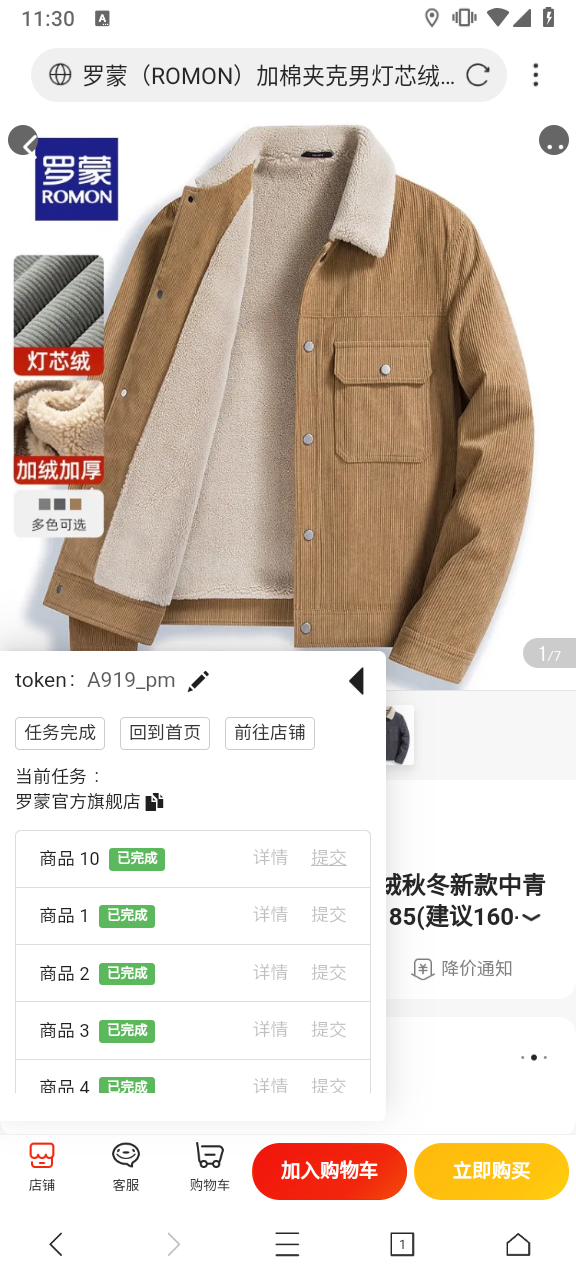 11:30
A
罗蒙（ROMON）加棉夹克男灯芯绒...
罗蒙
ROMON
灯芯绒
加绒加厚
多色可选
1/7
token： A919_pm
任务完成 回到首页 前往店铺
当前任务 ：
罗蒙官方旗舰店
商品 10 已完成 详情 提交
商品 1 已完成 详情 提交
商品 2 已完成 详情 提交
商品 3 已完成 详情 提交
商品 4 已完成 详情 提交
绒秋冬新款中青
85(建议160·
降价通知
店铺 客服 购物车 加入购物车 立即购买
1